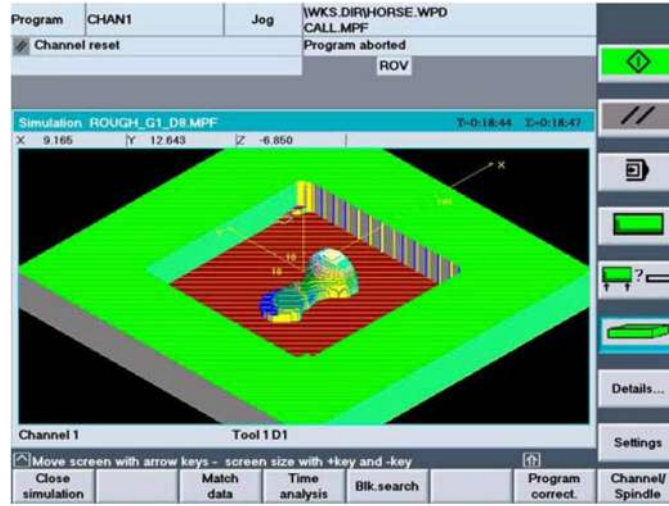 Program CHAN1 Jog \WKS.DIR\HORSE.WPD
CALL.MPF
Channel reset Program aborted
ROV
Simulation ROUGH_G1_D8.MPF T=0:18:44 Σ=0:18:47
X 9.165 Y 12.643 Z -6.850
X
Y
10
10
Details...
Channel 1 Tool 1 D1
Settings
Move screen with arrow keys - screen size with +key and -key
Close simulation Match data Time analysis Blk.search Program correct. Channel/ Spindle